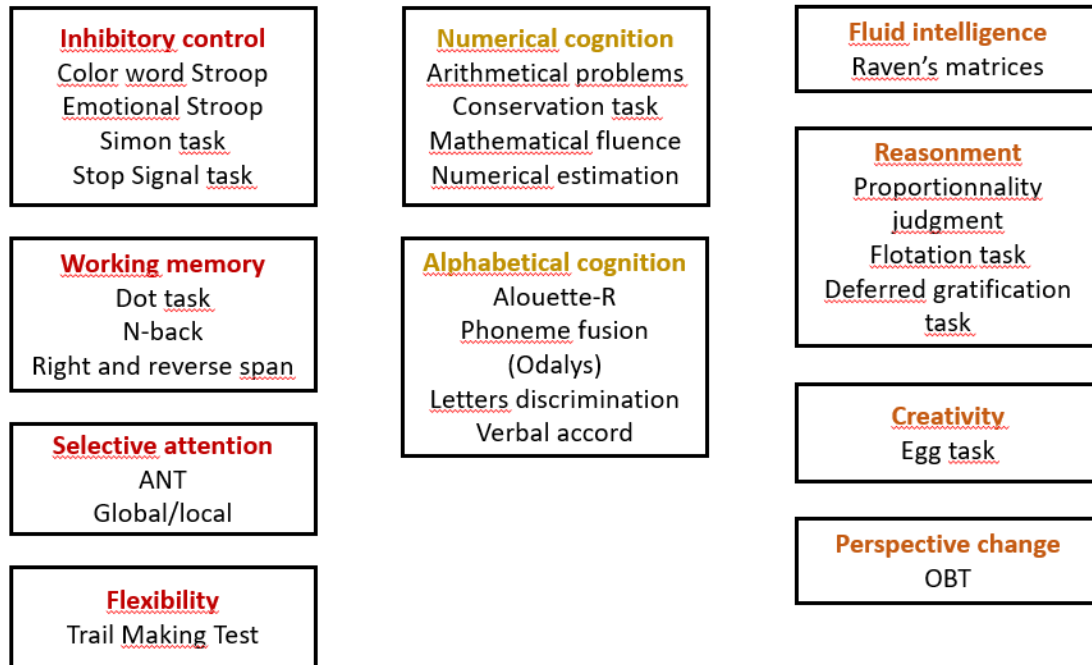 Inhibitory control
Color word Stroop
Emotional Stroop
Simon task
Stop Signal task
Working memory
Dot task
N-back
Right and reverse span
Selective attention
ANT
Global/local
Flexibility
Trail Making Test
Numerical cognition
Arithmetical problems
Conservation task
Mathematical fluence
Numerical estimation
Alphabetical cognition
Alouette-R
Phoneme fusion
(Odalys)
Letters discrimination
Verbal accord
Fluid intelligence
Raven’s matrices
Reasonment
Proportionnality
judgment
Flotation task
Deferred gratification
task
Creativity
Egg task
Perspective change
OBT